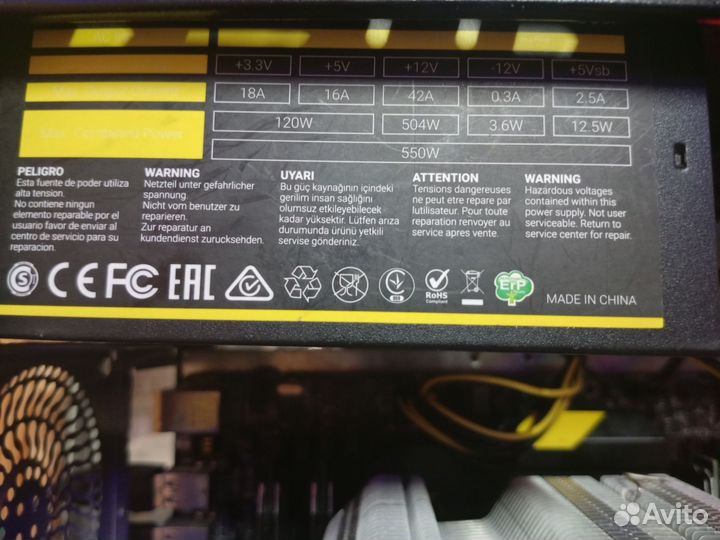 +3.3V +5V +12V -12V +5Vsb
18A 16A 42A 0.3A 2.5A
Max. Combined Power 120W 504W 3.6W 12.5W
550W
PELIGRO
Esta fuente de poder utiliza
alta tension.
No contiene ningun
elemento reparable por el
usuario favor de enviar al
centro de servicio para su
reparacion.
WARNING
Netzteil unter gefahrlicher
spannung.
Nicht vom benutzer zu
reparieren.
Zur reparatur an
kundendienst zurucksehden.
UYARI
Bu güç kaynağının içindeki
gerilim insan sağlığını
olumsuz etkileyebilecek
kadar yüksektir. Lütfen arıza
durumunda ürünü yetkili
servise gönderiniz.
ATTENTION
Tensions dangereuses
ne peut etre repare par
lutilisateur. Pour toute
reparation renvoyer au
service apres vente.
WARNING
Hazardous voltages
contained within this
power supply. Not user
serviceable. Return to
service center for repair.
S CE FC EAC RoHS
Compliant
ErP
MADE IN CHINA
Avito